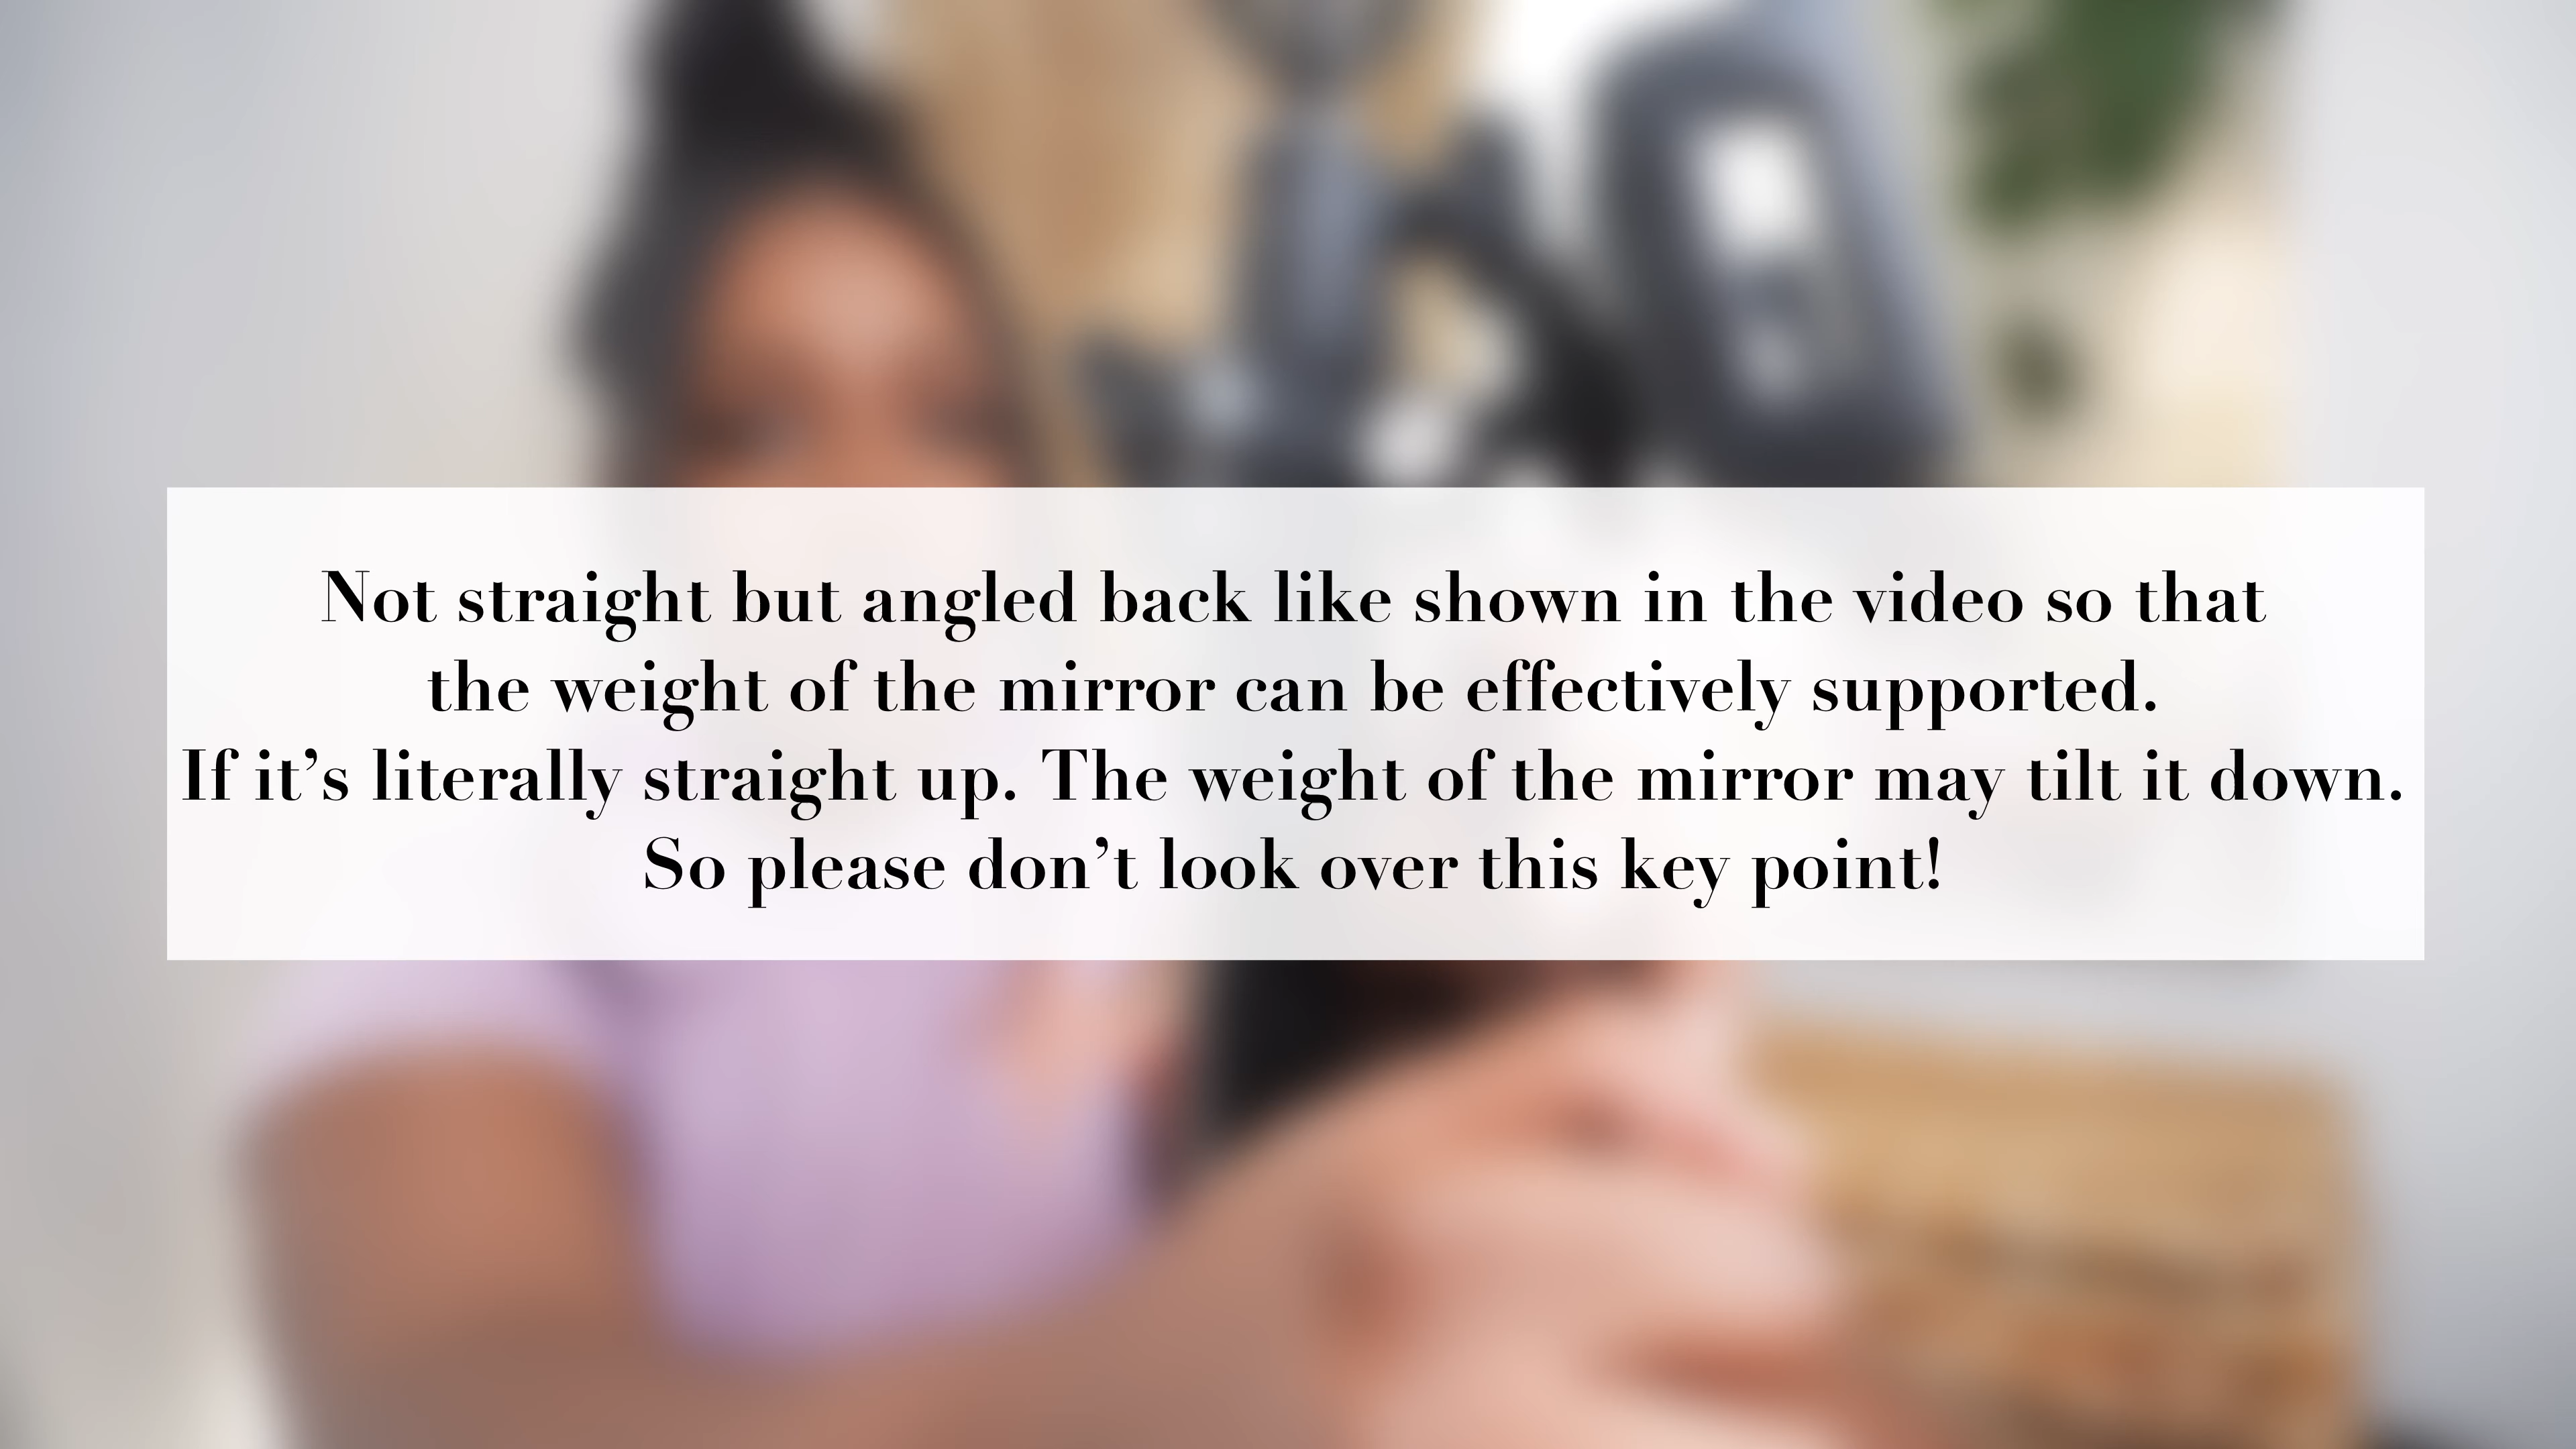 Not straight but angled back like shown in the video so that
the weight of the mirror can be effectively supported.
If it’s literally straight up. The weight of the mirror may tilt it down.
So please don’t look over this key point!